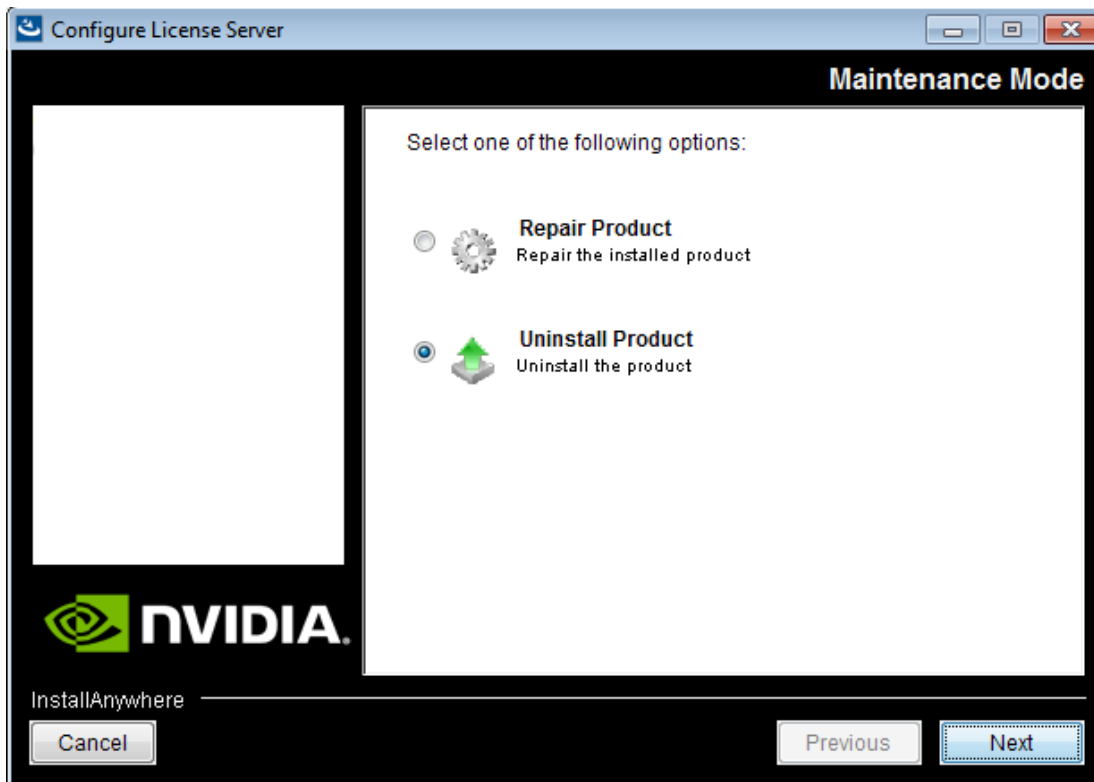 Configure License Server
Maintenance Mode
Select one of the following options:
Repair Product
Repair the installed product
Uninstall Product
Uninstall the product
NVIDIA.
InstallAnywhere
Cancel
Previous
Next